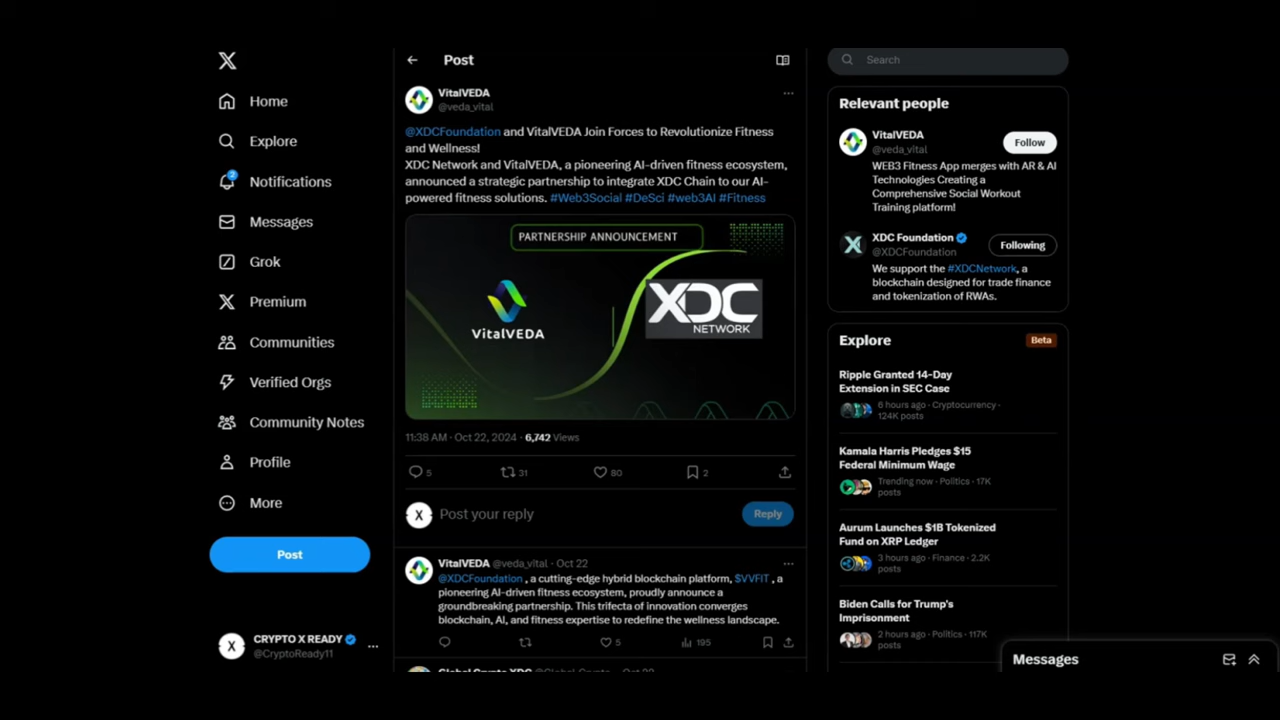 Home
Explore
2
Notifications
Messages
Grok
Premium
Communities
Verified Orgs
Community Notes
Profile
More
Post
CRYPTO X READY
@CryptoReady11
Post
VitalVEDA
@veda_vital
@XDCFoundation and VitalVEDA Join Forces to Revolutionize Fitness
and Wellness!
XDC Network and VitalVEDA, a pioneering AI-driven fitness ecosystem,
announced a strategic partnership to integrate XDC Chain to our AI-
powered fitness solutions. #Web3Social #DeSci #web3AI #Fitness
PARTNERSHIP ANNOUNCEMENT
VitalVEDA
XDC
NETWORK
11:38 AM · Oct 22, 2024 · 6,742 Views
5 31 80 2
X
Post your reply
Reply
VitalVEDA @veda_vital · Oct 22
@XDCFoundation , a cutting-edge hybrid blockchain platform, $VVFIT , a
pioneering AI-driven fitness ecosystem, proudly announce a
groundbreaking partnership. This trifecta of innovation converges
blockchain, AI, and fitness expertise to redefine the wellness landscape.
5 195
Global Crypto XDC @Global_Crypto · Oct 22
Search
Relevant people
VitalVEDA
@veda_vital
Follow
WEB3 Fitness App merges with AR & AI
Technologies Creating a
Comprehensive Social Workout
Training platform!
XDC Foundation
@XDCFoundation
Following
We support the #XDCNetwork, a
blockchain designed for trade finance
and tokenization of RWAs.
Explore
Beta
Ripple Granted 14-Day
Extension in SEC Case
6 hours ago · Cryptocurrency ·
124K posts
Kamala Harris Pledges $15
Federal Minimum Wage
Trending now · Politics · 17K
posts
Aurum Launches $1B Tokenized
Fund on XRP Ledger
3 hours ago · Finance · 2.2K
posts
Biden Calls for Trump's
Imprisonment
2 hours ago · Politics · 117K
posts
Messages